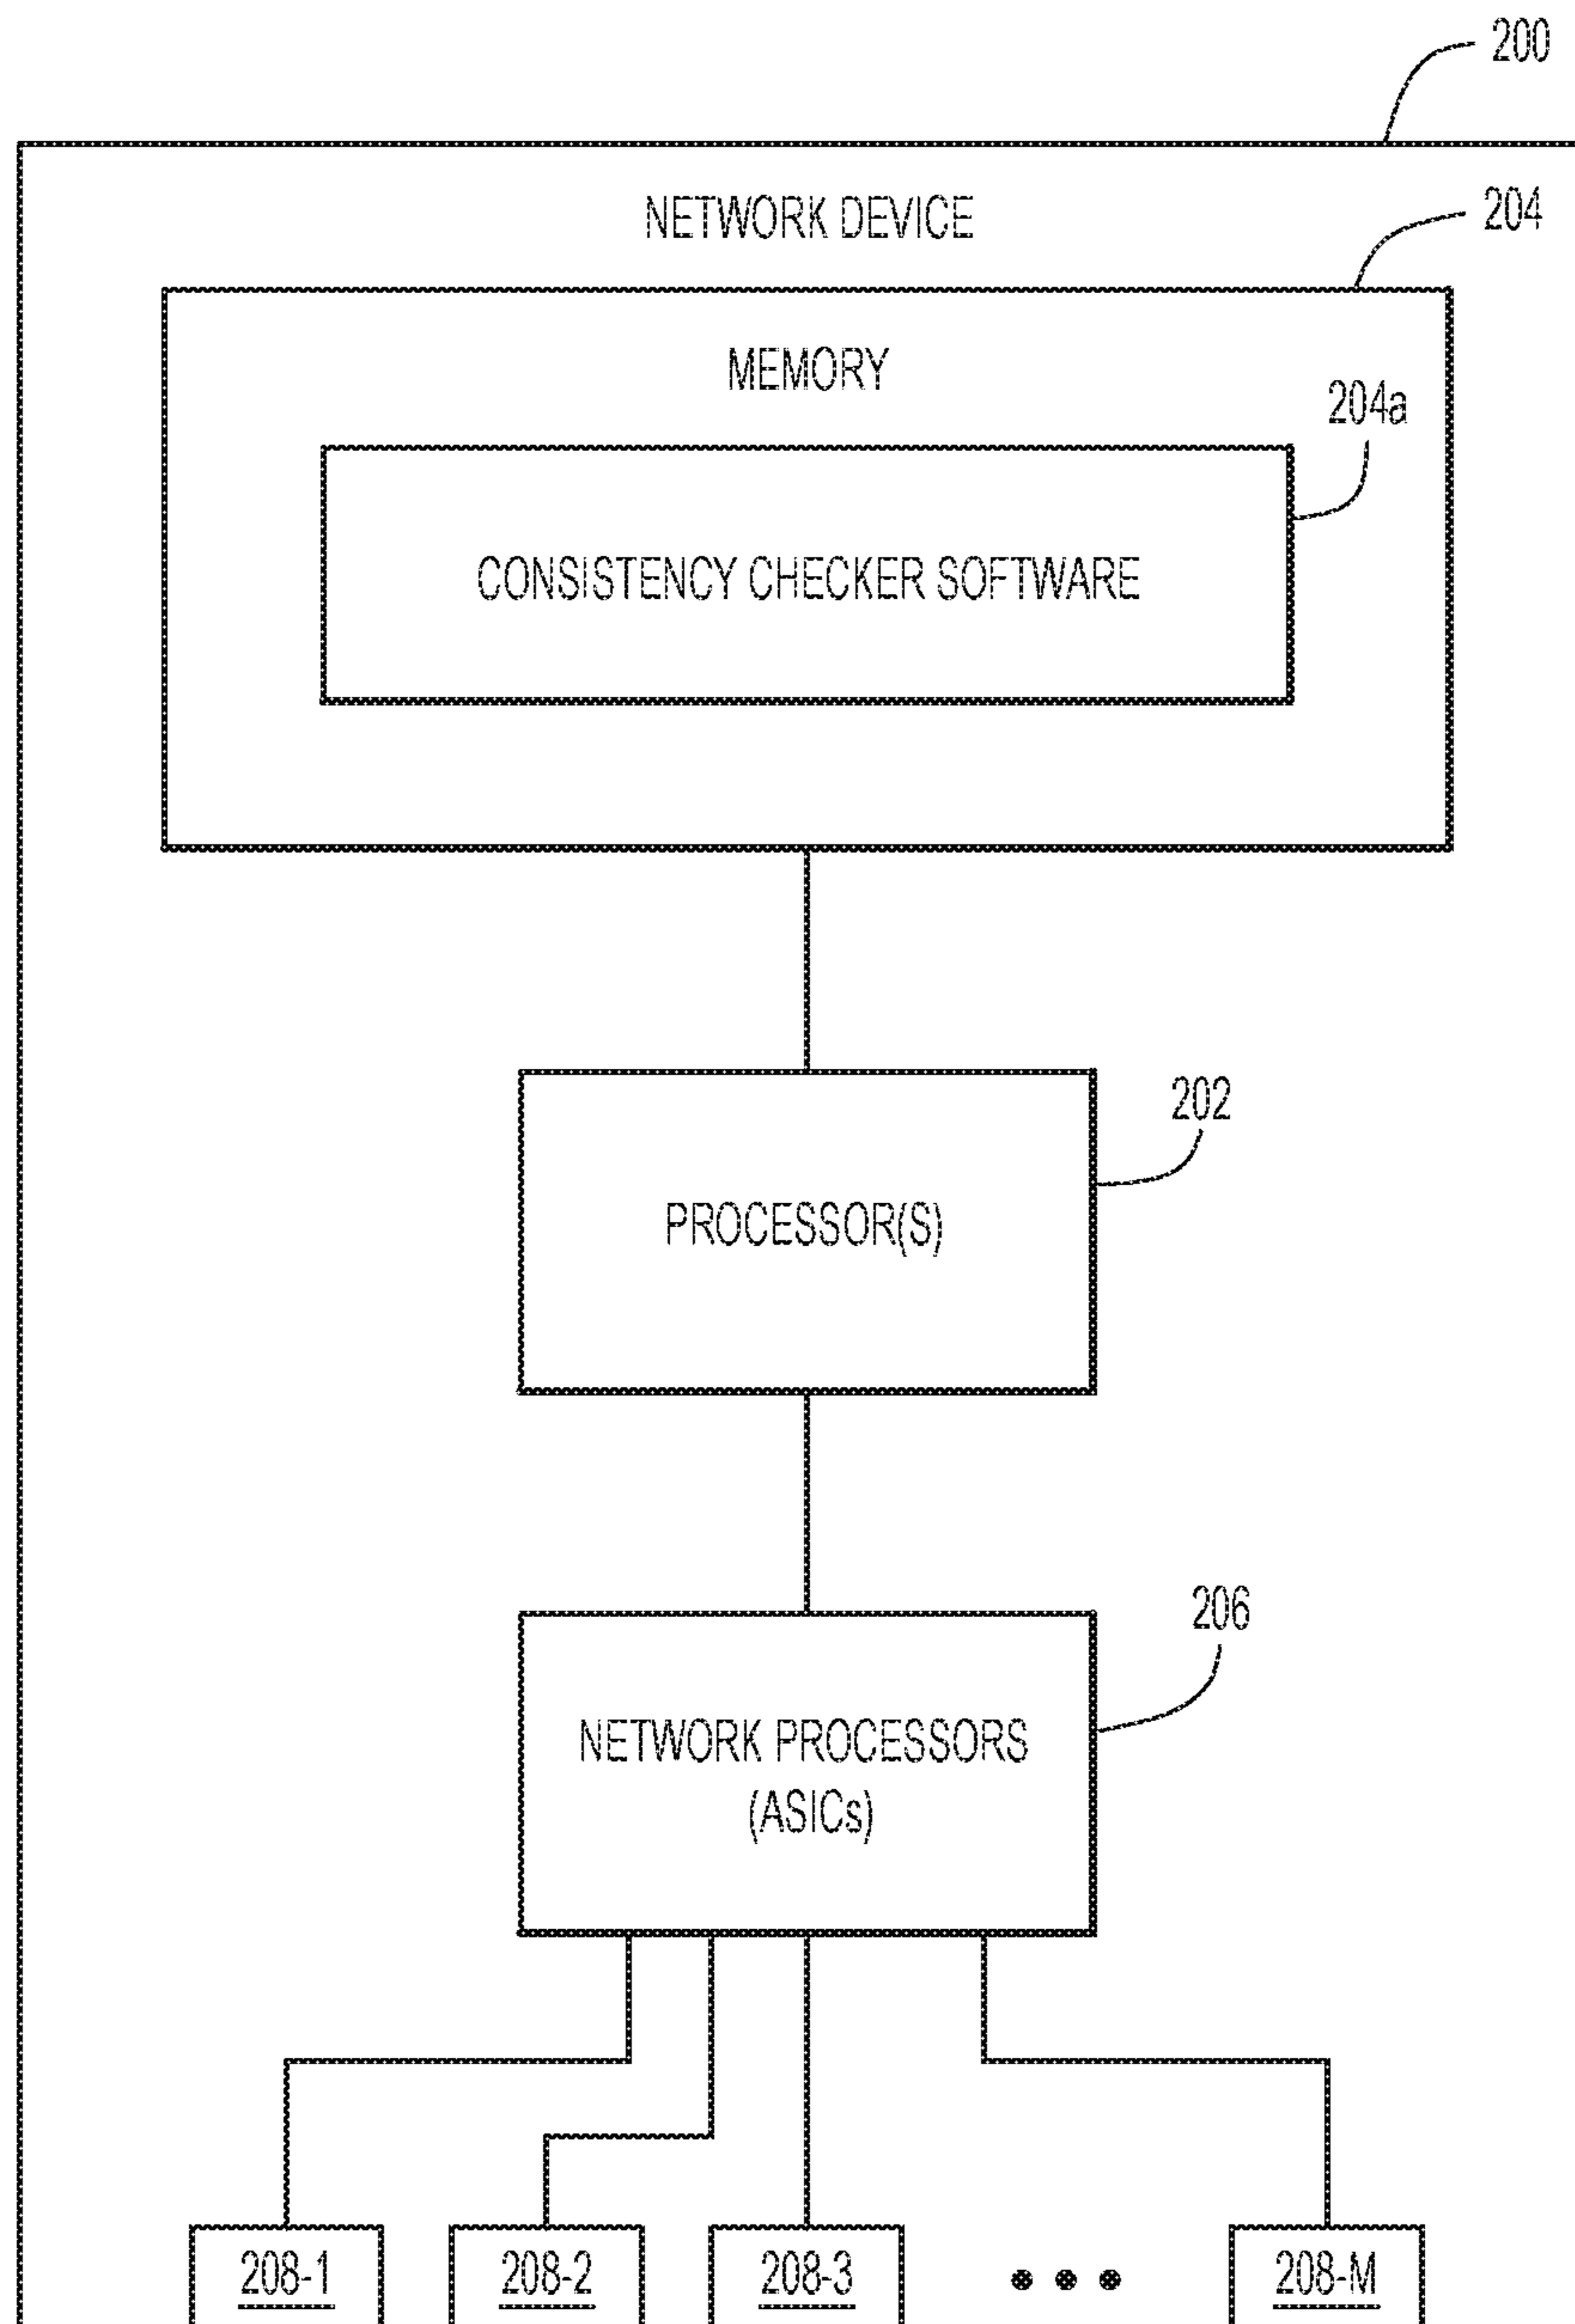 200
NETWORK DEVICE
204
MEMORY
204a
CONSISTENCY CHECKER SOFTWARE
202
PROCESSOR(S)
206
NETWORK PROCESSORS
(ASICs)
208-1 208-2 208-3 ••• 208-M